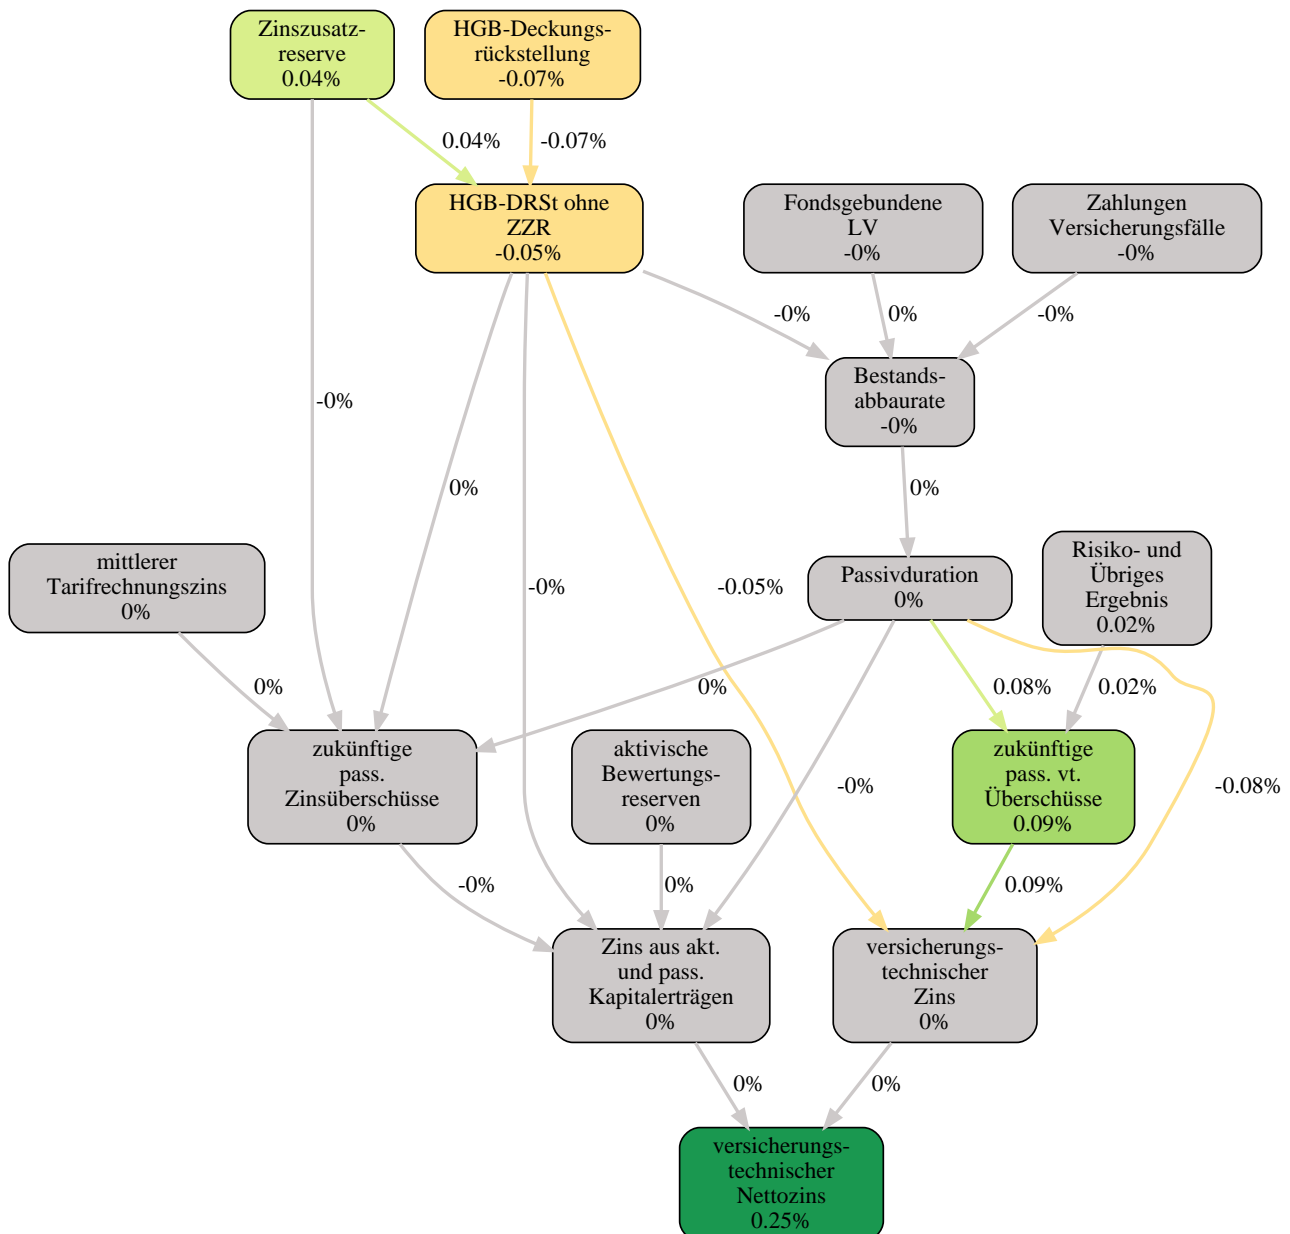 Zinszusatz-
reserve
0.04%
HGB-Deckungs-
rückstellung
-0.07%
0.04%
-0.07%
HGB-DRSt ohne
ZZR
-0.05%
Fondsgebundene
LV
-0%
Zahlungen
Versicherungsfälle
-0%
-0%
0%
-0%
Bestands-
abbaurate
-0%
-0%
0%
0%
mittlerer
Tarifrechnungszins
0%
-0%
-0.05%
Passivduration
0%
Risiko- und
Übriges
Ergebnis
0.02%
0%
0%
0.08%
0.02%
zukünftige
pass.
Zinsüberschüsse
0%
aktivische
Bewertungs-
reserven
0%
-0%
zukünftige
pass. vt.
Überschüsse
0.09%
-0.08%
-0%
0%
0.09%
Zins aus akt.
und pass.
Kapitalerträgen
0%
versicherungs-
technischer
Zins
0%
0%
0%
versicherungs-
technischer
Nettozins
0.25%